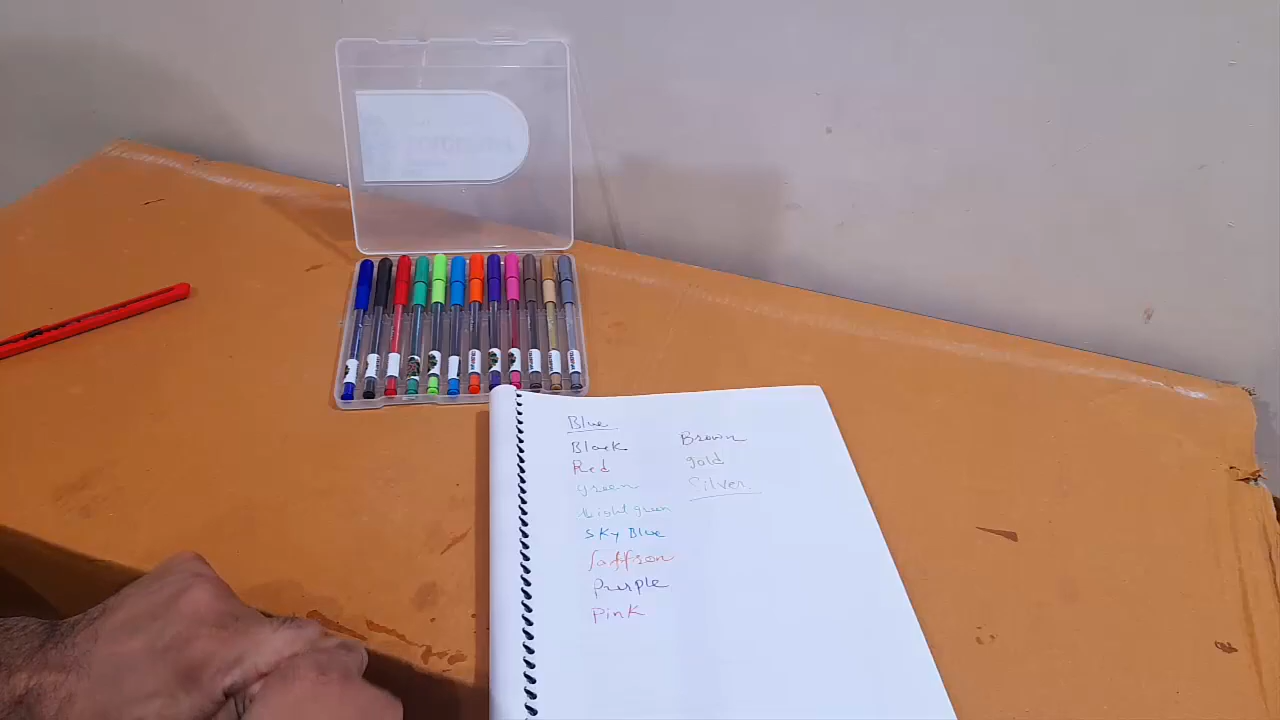 Blue
Black
Red
green
light green
Sky Blue
Saffron
Purple
Pink
Brown
gold
Silver